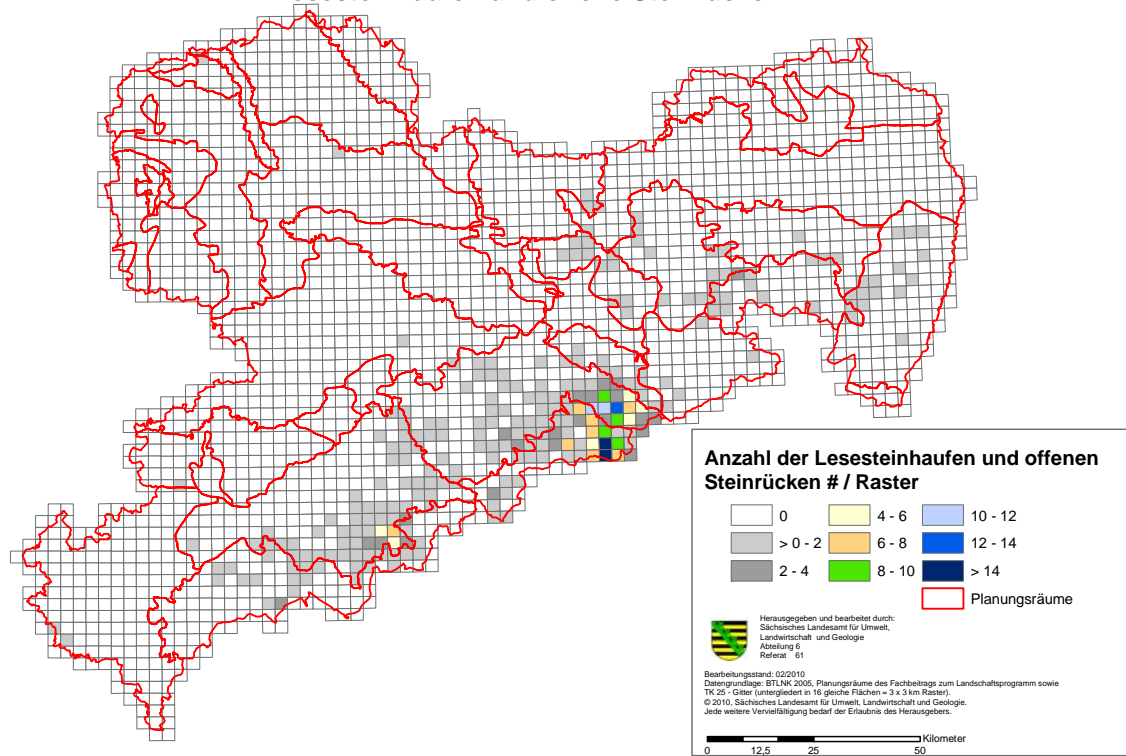 Anzahl der Lesesteinhaufen und offenen
Steinrücken # / Raster
0
> 0 - 2
2 - 4
4 - 6
6 - 8
8 - 10
10 - 12
12 - 14
> 14
Planungsräume
Herausgegeben und bearbeitet durch:
Sächsisches Landesamt für Umwelt,
Landwirtschaft und Geologie
Abteilung 6
Referat 61
Bearbeitungsstand: 02/2010
Datengrundlage: BTLNK 2005, Planungsräume des Fachbeitrags zum Landschaftsprogramm sowie
TK 25 - Gitter (untergliedert in 16 gleiche Flächen = 3 x 3 km Raster).
© 2010, Sächsisches Landesamt für Umwelt, Landwirtschaft und Geologie.
Jede weitere Vervielfältigung bedarf der Erlaubnis des Herausgebers.
Kilometer
0 12,5 25 50